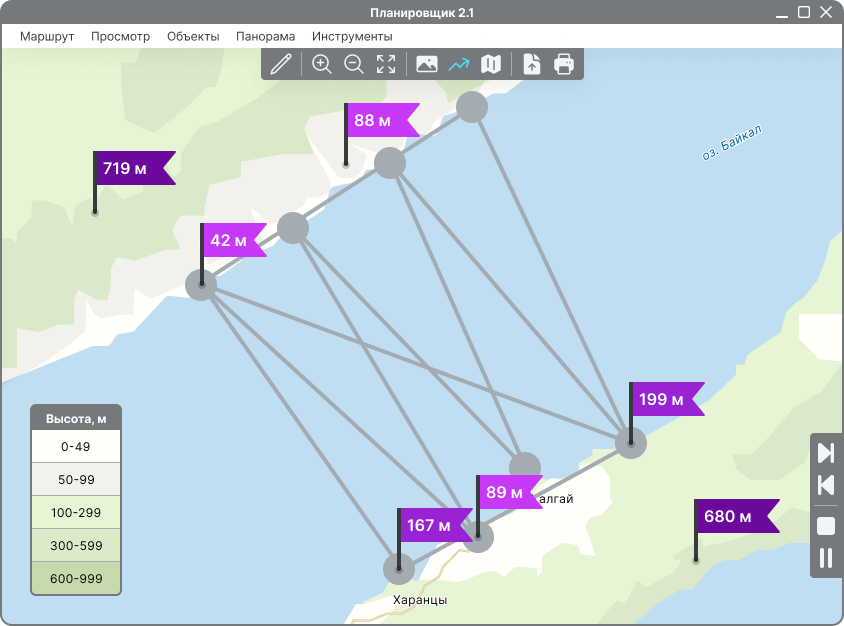 Планировщик 2.1
Маршрут Просмотр Объекты Панорама Инструменты
88 м
оз. Байкал
719 м
42 м
199 м
Высота, м
0-49
50-99
100-299
300-599
600-999
89 м
алгай
680 м
167 м
Харанцы